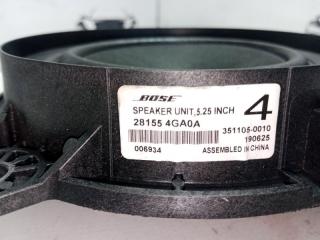 BOSE
SPEAKER UNIT,5.25 INCH 4
28155 4GA0A
351105-0010
190625
006934 ASSEMBLED IN CHINA